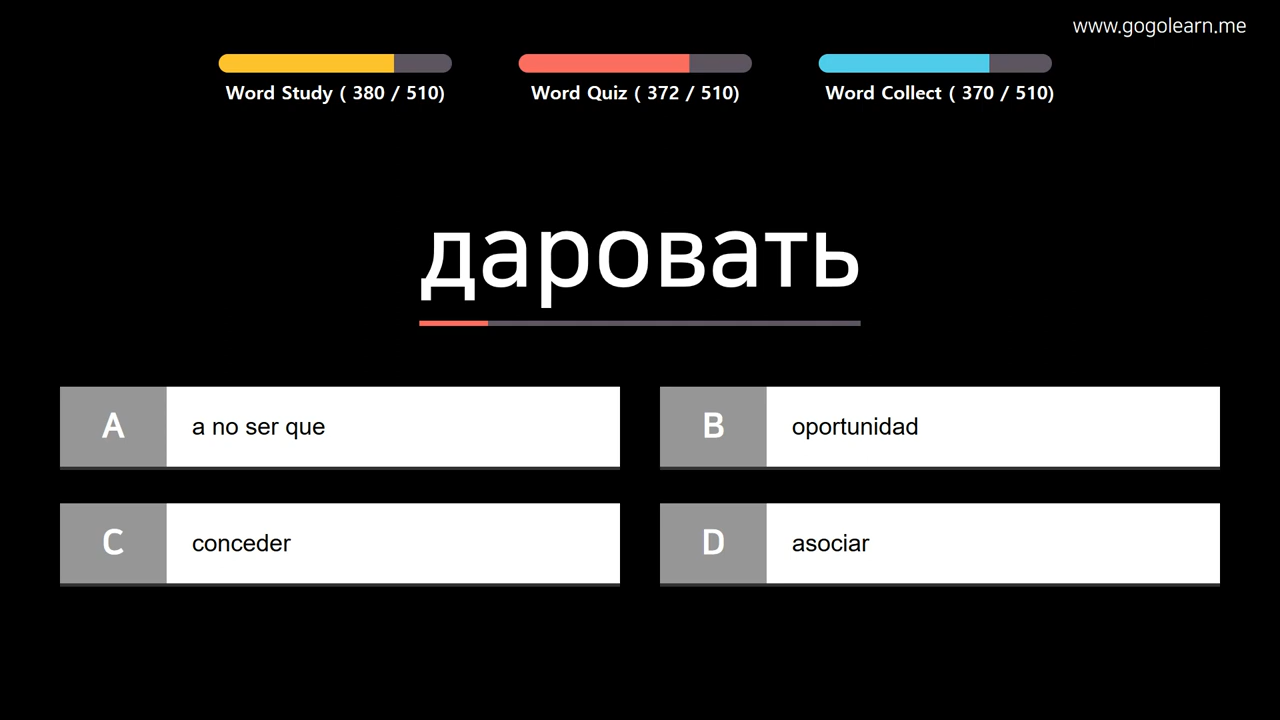 www.gogolearn.me
Word Study ( 380 / 510)
Word Quiz ( 372 / 510)
Word Collect ( 370 / 510)
даровать
A a no ser que
B oportunidad
C conceder
D asociar